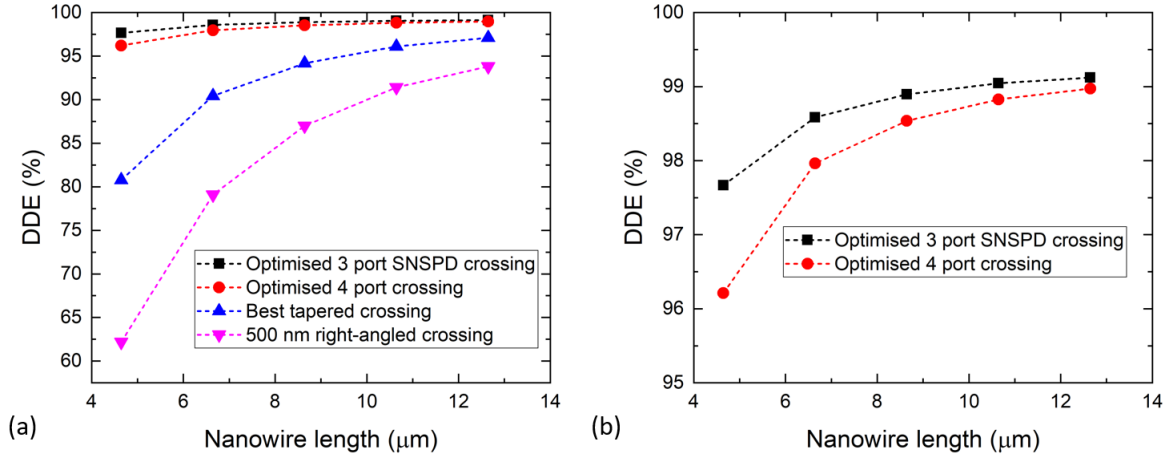 100
95
90
85
80
75
70
65
60
DDE (%)
Optimised 3 port SNSPD crossing
Optimised 4 port crossing
Best tapered crossing
500 nm right-angled crossing
4 6 8 10 12 14
Nanowire length (μm)
(a)
100
99
98
97
96
95
DDE (%)
Optimised 3 port SNSPD crossing
Optimised 4 port crossing
4 6 8 10 12 14
Nanowire length (μm)
(b)